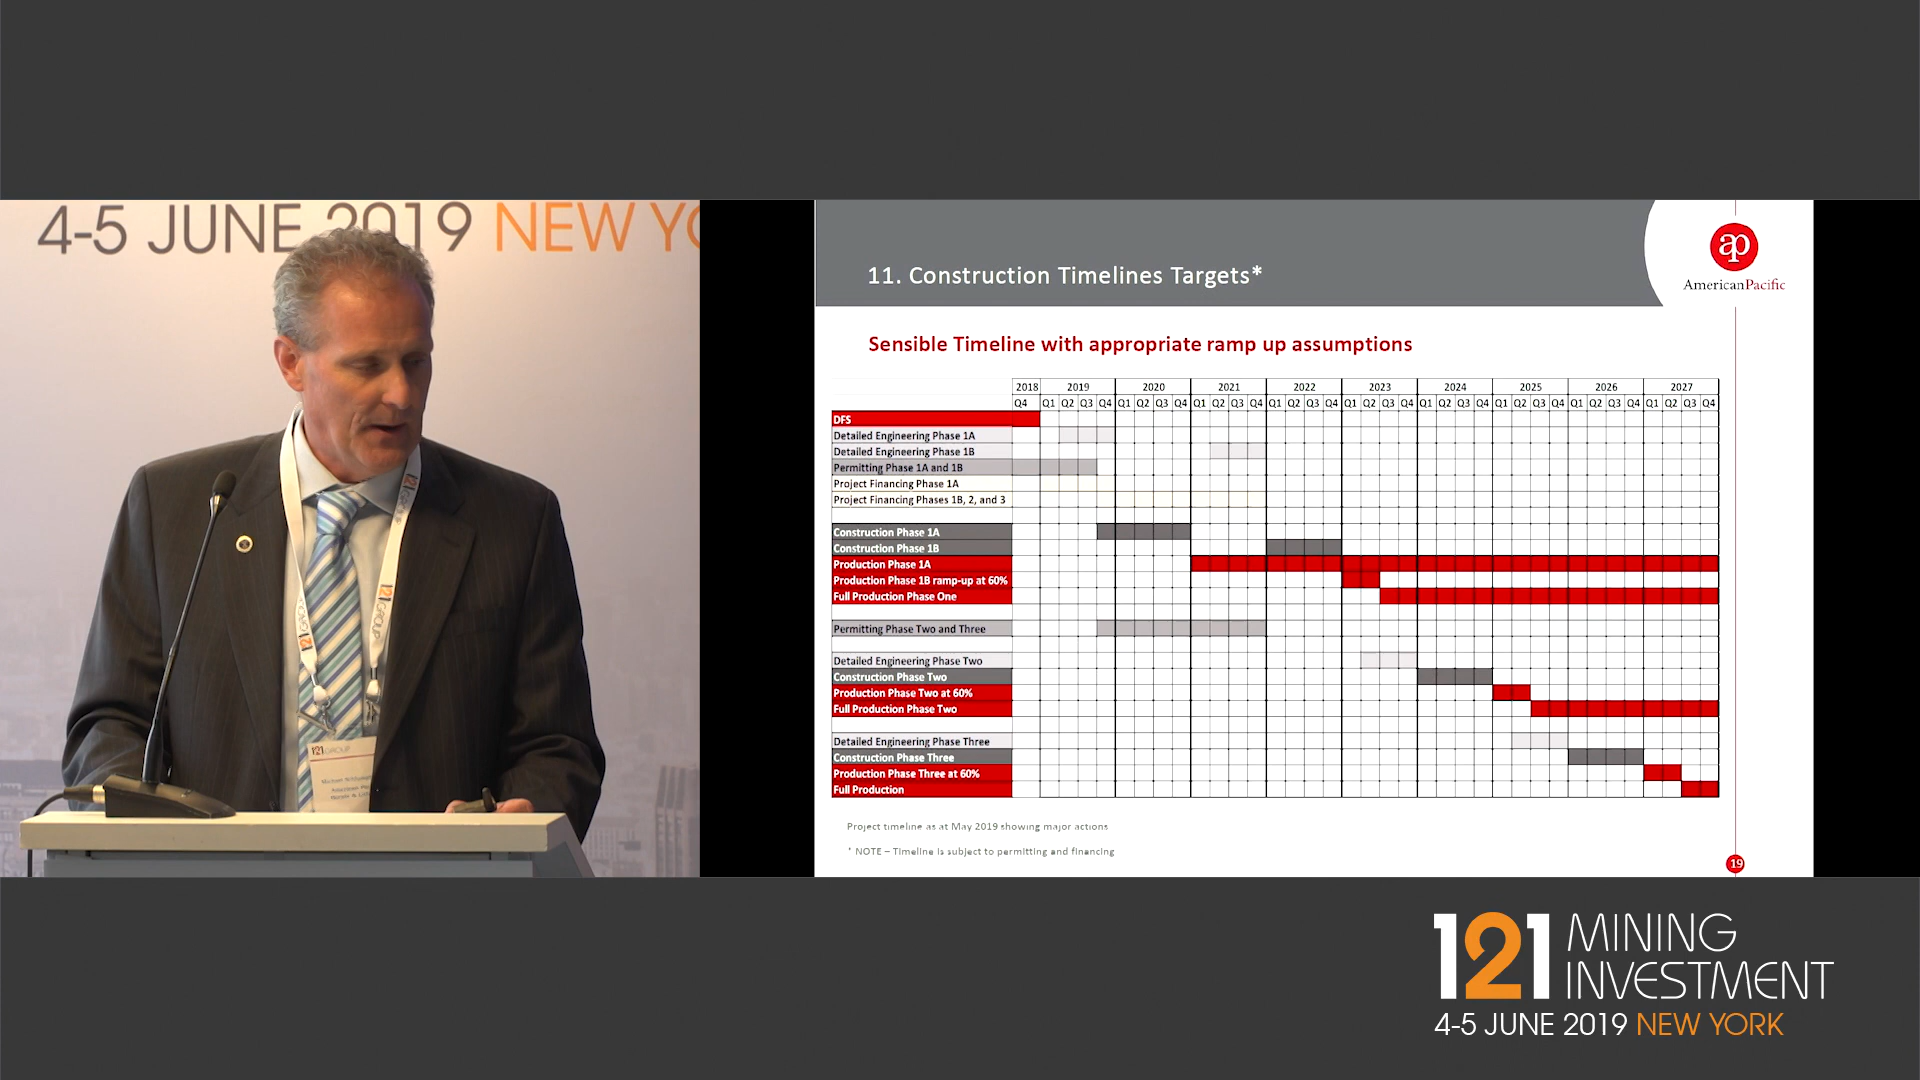 4-5 JUNE 2019 NEW YO
121 GROUP
11. Construction Timelines Targets*
ap
AmericanPacific
Sensible Timeline with appropriate ramp up assumptions
2018 2019 2020 2021 2022 2023 2024 2025 2026 2027
Q4 Q1 Q2 Q3 Q4 Q1 Q2 Q3 Q4 Q1 Q2 Q3 Q4 Q1 Q2 Q3 Q4 Q1 Q2 Q3 Q4 Q1 Q2 Q3 Q4 Q1 Q2 Q3 Q4 Q1 Q2 Q3 Q4 Q1 Q2 Q3 Q4
DFS
Detailed Engineering Phase 1A
Detailed Engineering Phase 1B
Permitting Phase 1A and 1B
Project Financing Phase 1A
Project Financing Phases 1B, 2, and 3
Construction Phase 1A
Construction Phase 1B
Production Phase 1A
Production Phase 1B ramp-up at 60%
Full Production Phase One
Permitting Phase Two and Three
Detailed Engineering Phase Two
Construction Phase Two
Production Phase Two at 60%
Full Production Phase Two
Detailed Engineering Phase Three
Construction Phase Three
Production Phase Three at 60%
Full Production
Project timeline as at May 2019 showing major actions
* NOTE – Timeline is subject to permitting and financing
19
121 MINING
INVESTMENT
4-5 JUNE 2019 NEW YORK